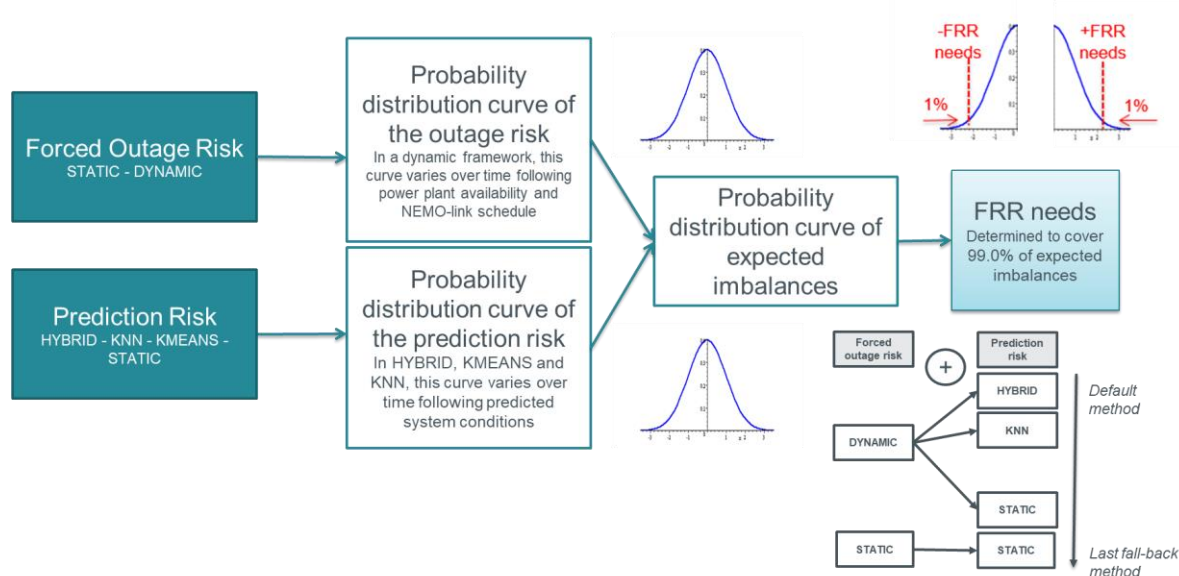 Forced Outage Risk
STATIC - DYNAMIC
Prediction Risk
HYBRID - KNN - KMEANS -
STATIC
Probability
distribution curve of
the outage risk
In a dynamic framework, this
curve varies over time following
power plant availability and
NEMO-link schedule
Probability
distribution curve of
the prediction risk
In HYBRID, KMEANS and
KNN, this curve varies over
time following predicted
system conditions
Probability
distribution curve of
expected
imbalances
-FRR
needs
1%
+FRR
needs
1%
FRR needs
Determined to cover
99.0% of expected
imbalances
Forced
outage risk
+
Prediction
risk
HYBRID
KNN
DYNAMIC
STATIC
STATIC
STATIC
Default
method
Last fall-back
method